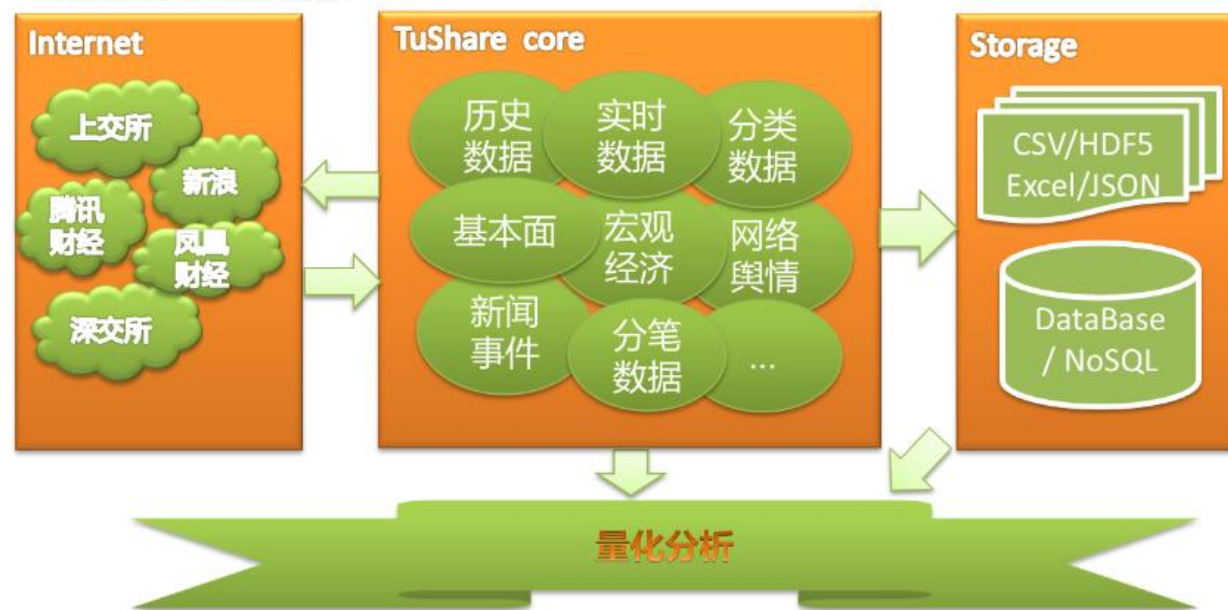 Internet
上交所
新浪
腾讯
财经
凤凰
财经
深交所
TuShare core
历史
数据
实时
数据
分类
数据
基本面
宏观
经济
网络
舆情
新闻
事件
分笔
数据
...
Storage
CSV/HDF5
Excel/JSON
DataBase
/ NoSQL
量化分析